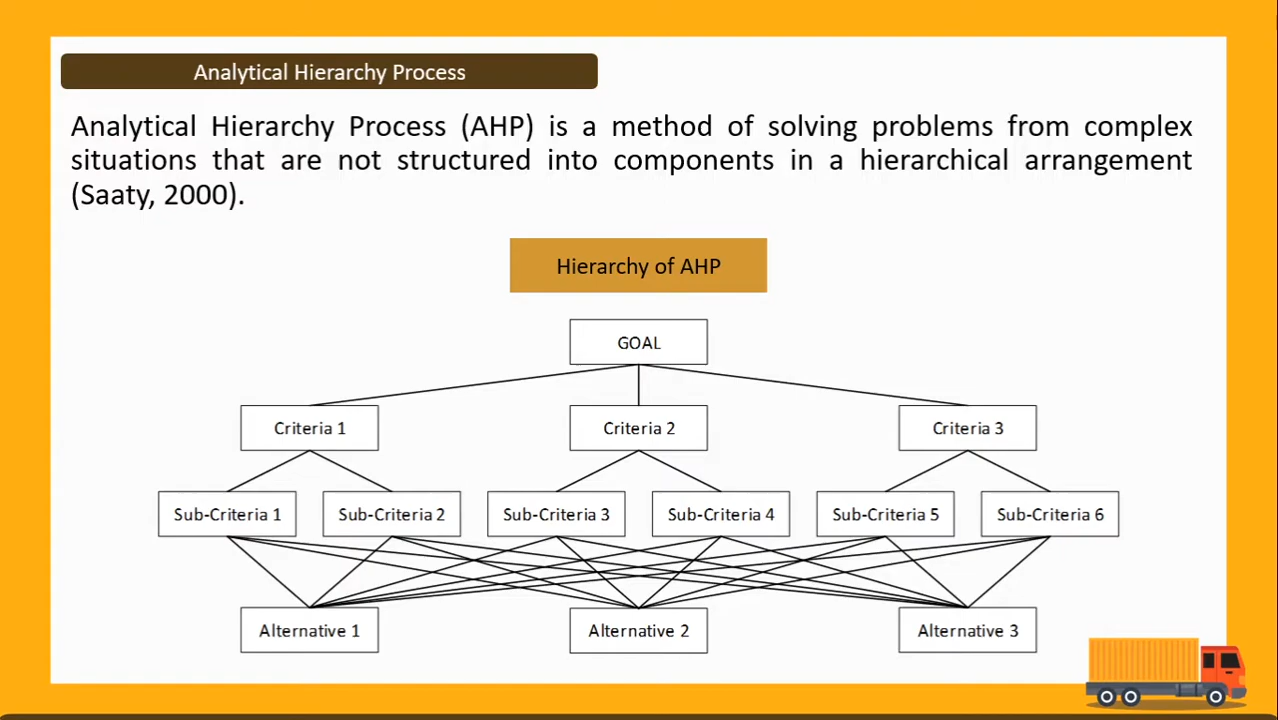 Analytical Hierarchy Process
Analytical Hierarchy Process (AHP) is a method of solving problems from complex
situations that are not structured into components in a hierarchical arrangement
(Saaty, 2000).
Hierarchy of AHP
GOAL
Criteria 1
Criteria 2
Criteria 3
Sub-Criteria 1
Sub-Criteria 2
Sub-Criteria 3
Sub-Criteria 4
Sub-Criteria 5
Sub-Criteria 6
Alternative 1
Alternative 2
Alternative 3